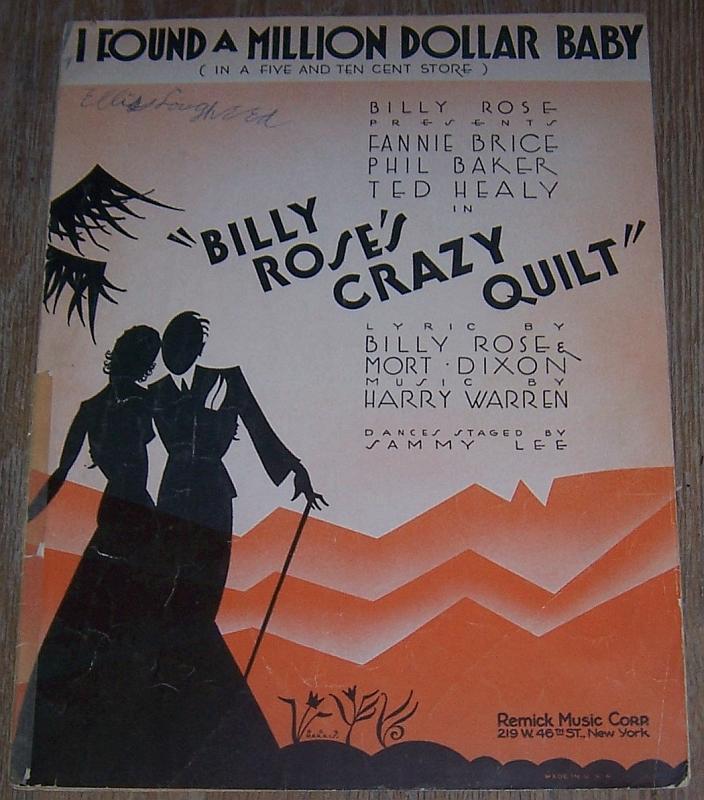 I FOUND A MILLION DOLLAR BABY
( IN A FIVE AND TEN CENT STORE )
BILLY ROSE
PRESENTS
FANNIE BRICE
PHIL BAKER
TED HEALY
IN
"BILLY
ROSE'S
CRAZY
QUILT"
LYRIC BY
BILLY ROSE &
MORT · DIXON
MUSIC BY
HARRY WARREN
DANCES STAGED BY
SAMMY LEE
Remick Music CORP.
219 W. 46TH ST., New York
MADE IN U.S.A.